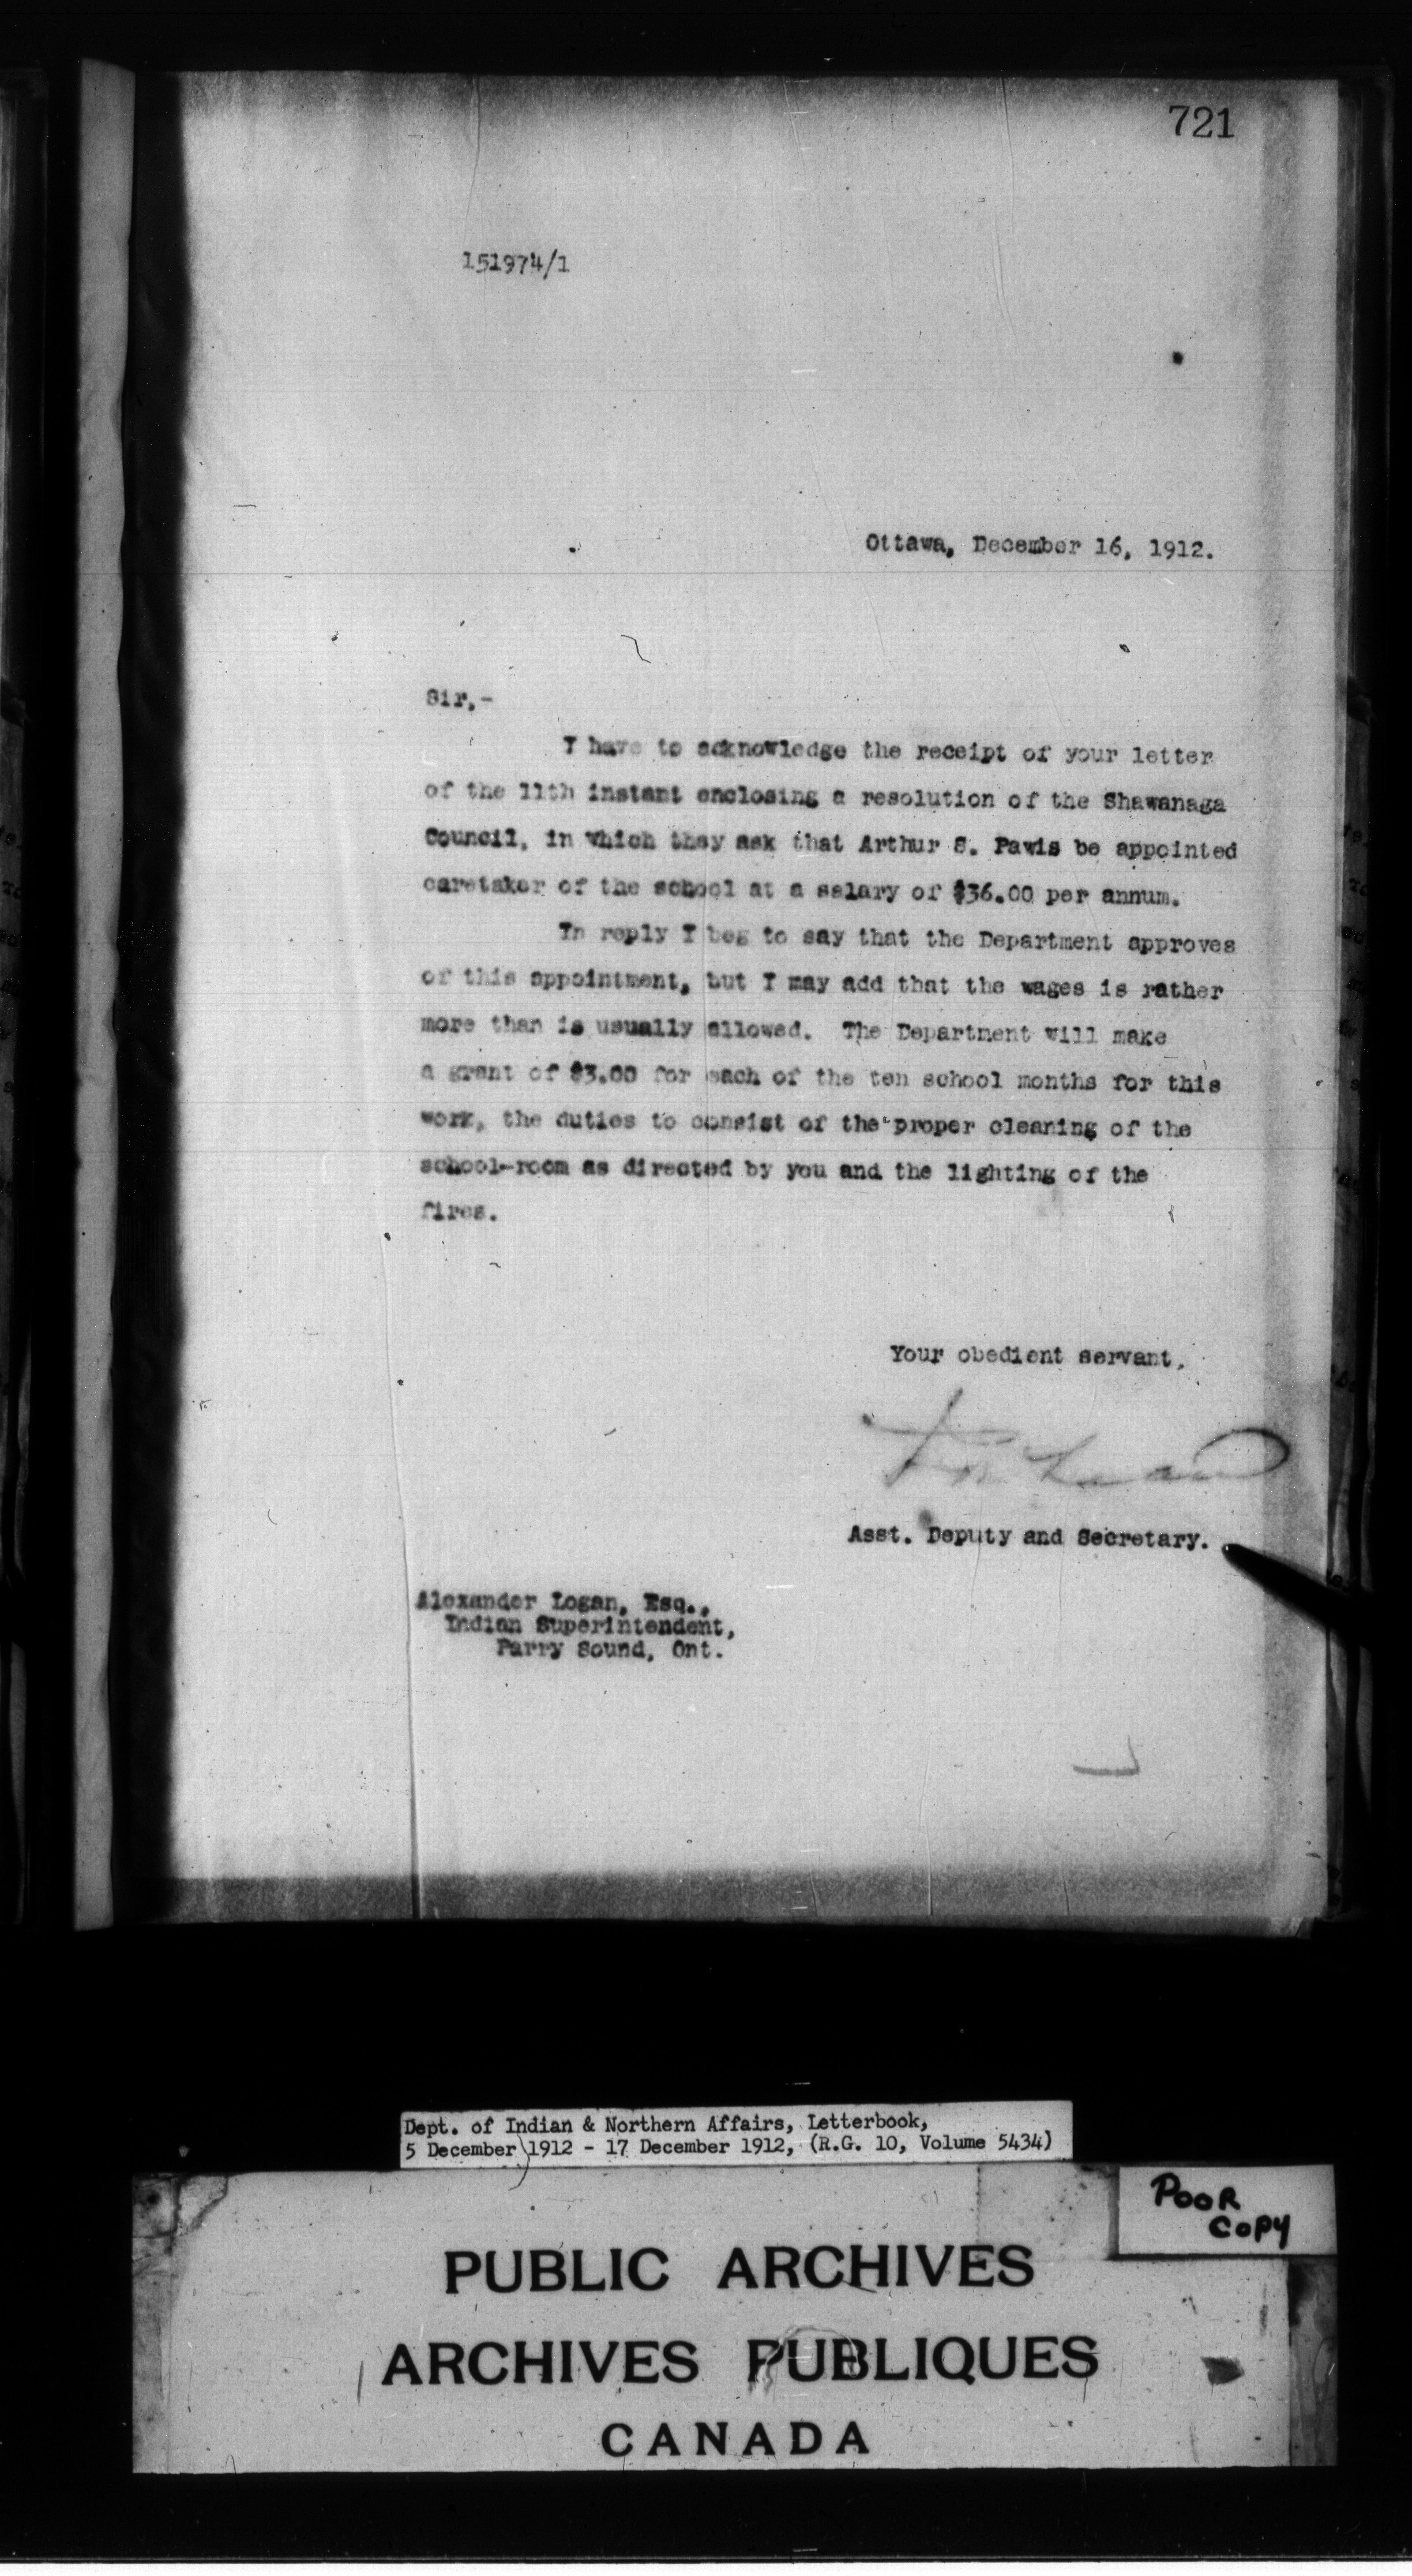 721
151974/1
Ottawa, December 16, 1912.
Sir,-
I have to acknowledge the receipt of your letter
of the 11th instant enclosing a resolution of the Shawanaga
Council, in which they ask that Arthur S. Pawis be appointed
caretaker of the school at a salary of $36.00 per annum.
In reply I beg to say that the Department approves
of this appointment, but I may add that the wages is rather
more than is usually allowed. The Department will make
a grant of $3.00 for each of the ten school months for this
work, the duties to consist of the proper cleaning of the
school-room as directed by you and the lighting of the
fires.
Your obedient servant,
Asst. Deputy and Secretary.
Alexander Logan, Esq.,
Indian Superintendent,
Parry Sound, Ont.
Dept. of Indian & Northern Affairs, Letterbook,
5 December 1912 - 17 December 1912, (R.G. 10, Volume 5434)
POOR
COPY
PUBLIC ARCHIVES
ARCHIVES PUBLIQUES
CANADA